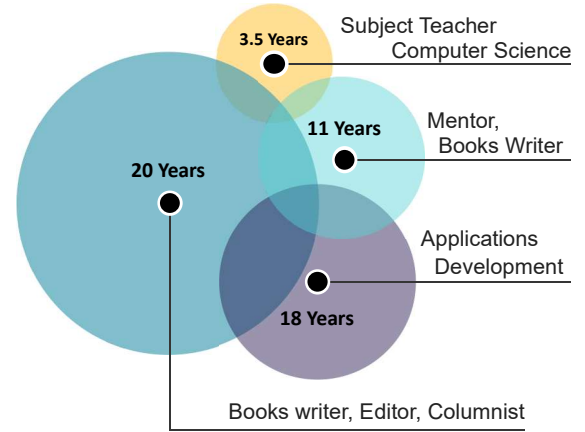 3.5 Years
Subject Teacher
Computer Science
11 Years
Mentor,
Books Writer
20 Years
Applications
Development
18 Years
Books writer, Editor, Columnist